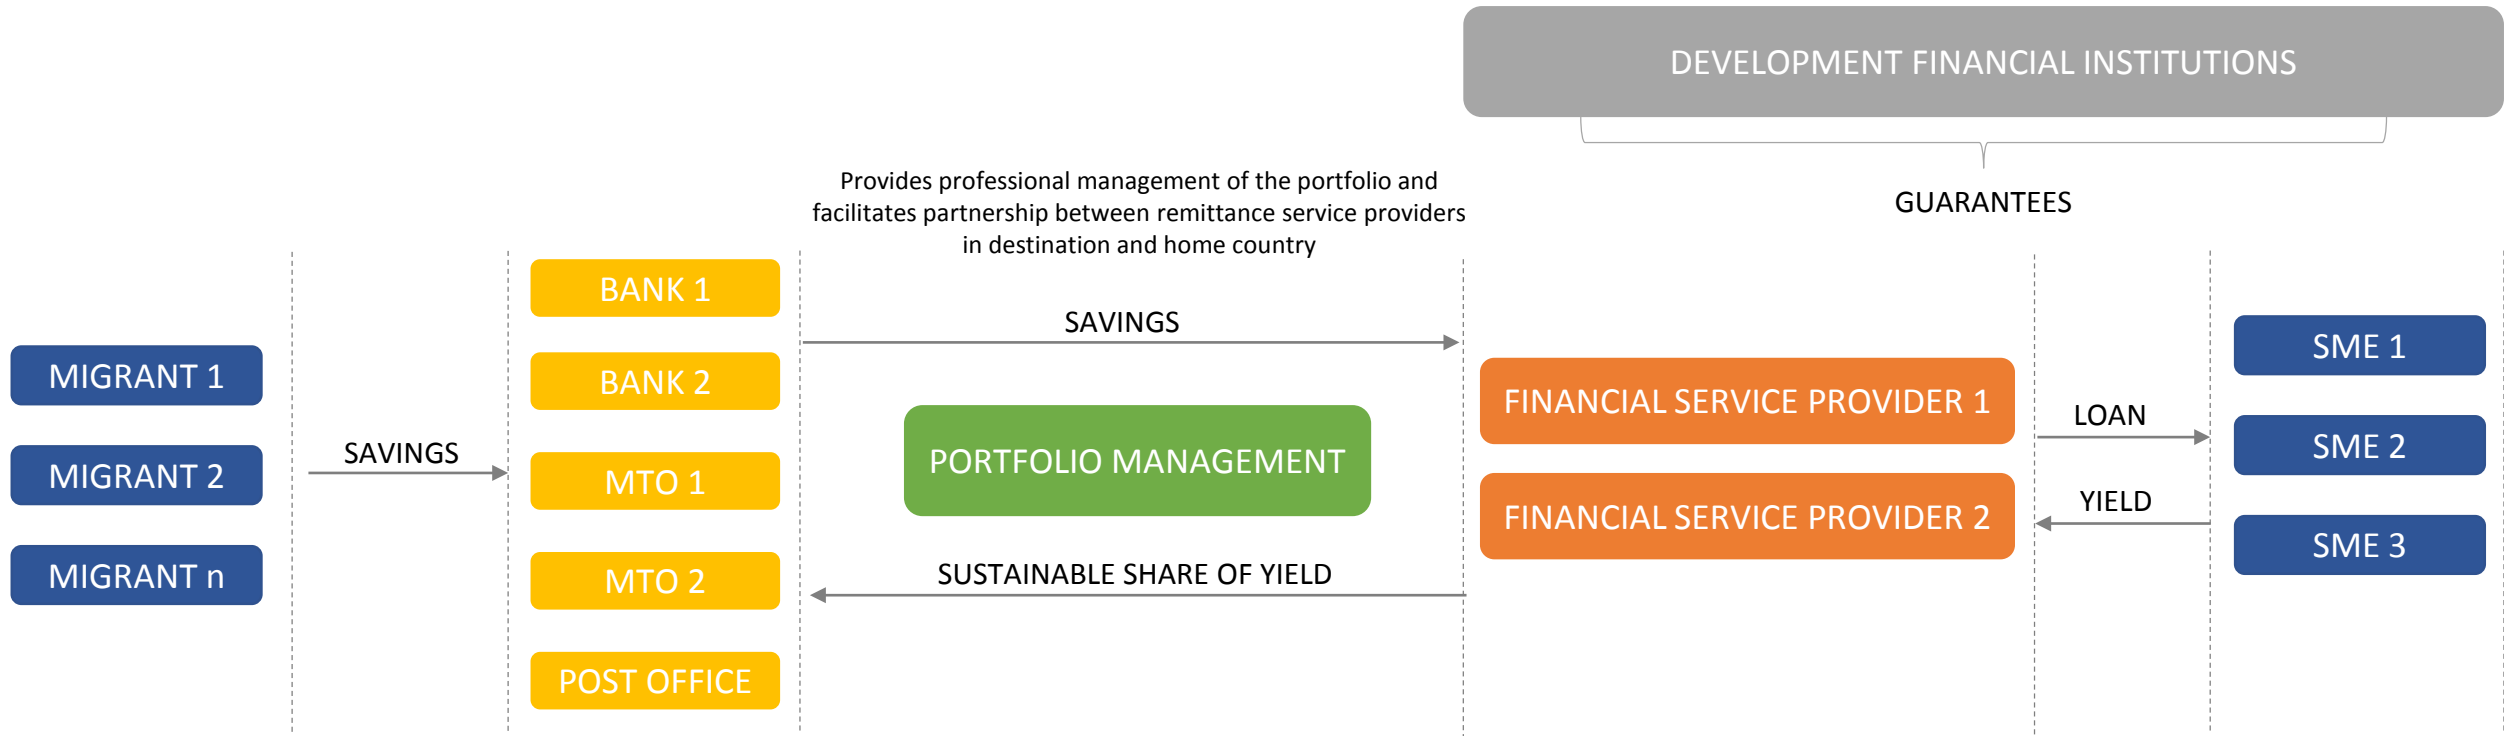 DEVELOPMENT FINANCIAL INSTITUTIONS
GUARANTEES
Provides professional management of the portfolio and
facilitates partnership between remittance service providers
in destination and home country
MIGRANT 1
MIGRANT 2
MIGRANT n
SAVINGS
BANK 1
BANK 2
MTO 1
MTO 2
POST OFFICE
SAVINGS
PORTFOLIO MANAGEMENT
SUSTAINABLE SHARE OF YIELD
FINANCIAL SERVICE PROVIDER 1
FINANCIAL SERVICE PROVIDER 2
LOAN
YIELD
SME 1
SME 2
SME 3